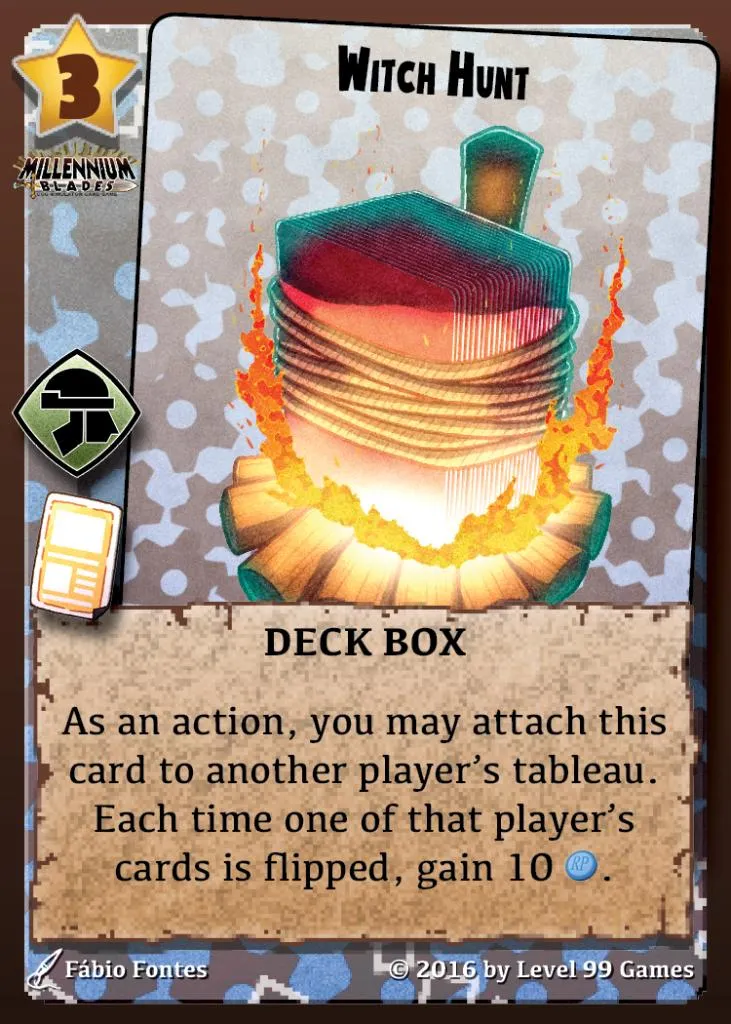 3
WITCH HUNT
MILLENNIUM
BLADES
DECK BOX
As an action, you may attach this
card to another player's tableau.
Each time one of that player's
cards is flipped, gain 10 RP.
Fábio Fontes
© 2016 by Level 99 Games